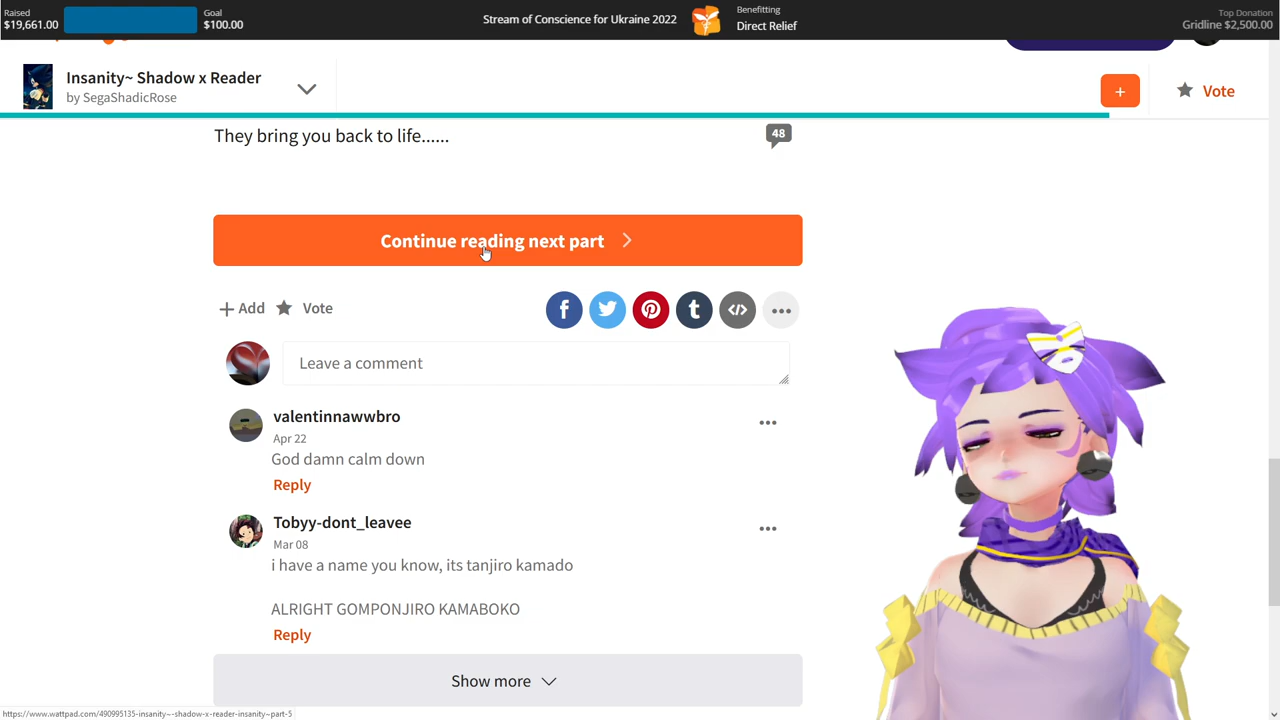 Raised
$19,661.00
Goal
$100.00
Stream of Conscience for Ukraine 2022
Benefitting
Direct Relief
Top Donation
Gridline $2,500.00
Insanity~ Shadow x Reader
by SegaShadicRose
+
Vote
They bring you back to life......
48
Continue reading next part
+ Add
Vote
f
t
</>
Leave a comment
valentinnawwbro
Apr 22
God damn calm down
Reply
Tobyy-dont_leavee
Mar 08
i have a name you know, its tanjiro kamado
ALRIGHT GOMPONJIRO KAMABOKO
Reply
Show more
https://www.wattpad.com/490995135-insanity~-shadow-x-reader-insanity~part-5